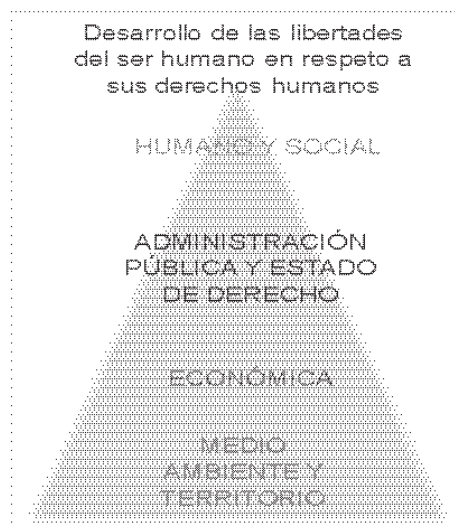 Desarrollo de las libertades
del ser humano en respeto a
sus derechos humanos
HUMANO Y SOCIAL
ADMINISTRACIÓN
PÚBLICA Y ESTADO
DE DERECHO
ECONÓMICA
MEDIO
AMBIENTE Y
TERRITORIO